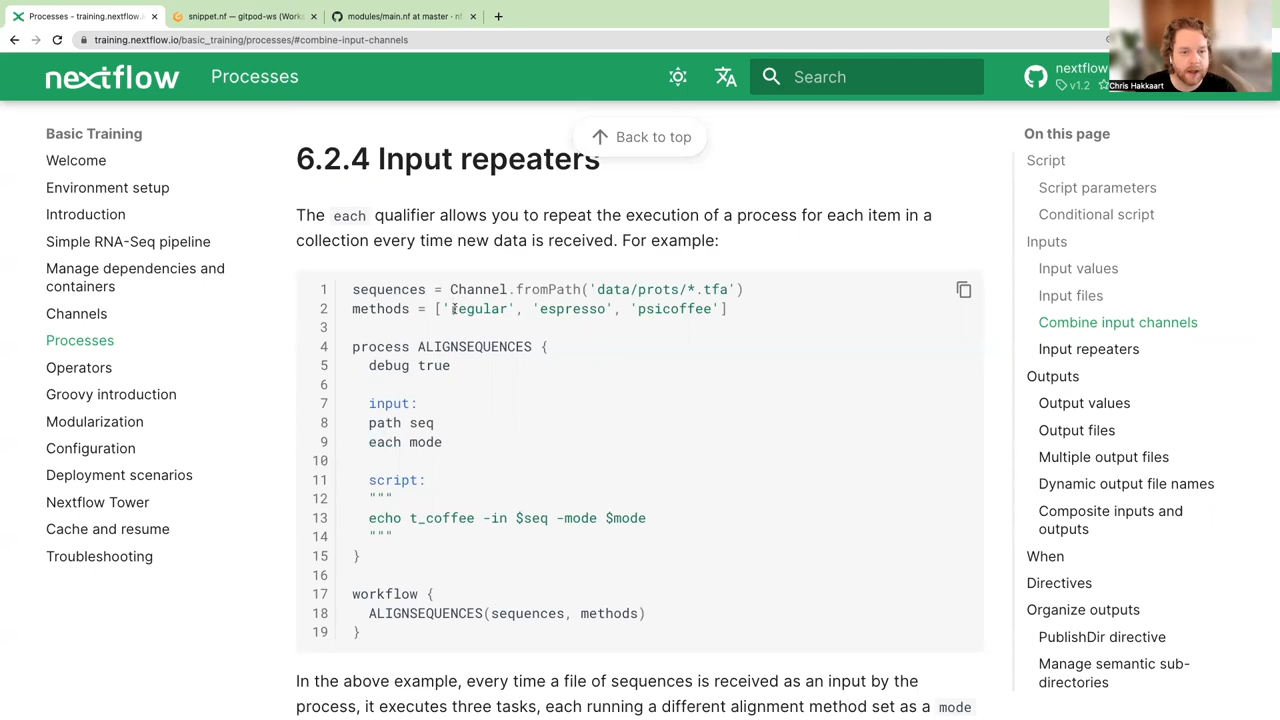 Processes - training.nextflow.i
snippet.nf — gitpod-ws (Works
modules/main.nf at master · nf
training.nextflow.io/basic_training/processes/#combine-input-channels
nextflow
Processes
Search
nextflow
v1.2
Chris Hakkaart
Basic Training
Welcome
Environment setup
Introduction
Simple RNA-Seq pipeline
Manage dependencies and
containers
Channels
Processes
Operators
Groovy introduction
Modularization
Configuration
Deployment scenarios
Nextflow Tower
Cache and resume
Troubleshooting
Back to top
6.2.4 Input repeaters
The each qualifier allows you to repeat the execution of a process for each item in a
collection every time new data is received. For example:
1 sequences = Channel.fromPath('data/prots/*.tfa')
2 methods = ['regular', 'espresso', 'psicoffee']
3
4 process ALIGNSEQUENCES {
5 debug true
6
7 input:
8 path seq
9 each mode
10
11 script:
12 """
13 echo t_coffee -in $seq -mode $mode
14 """
15 }
16
17 workflow {
18 ALIGNSEQUENCES(sequences, methods)
19 }
In the above example, every time a file of sequences is received as an input by the
process, it executes three tasks, each running a different alignment method set as a mode
On this page
Script
Script parameters
Conditional script
Inputs
Input values
Input files
Combine input channels
Input repeaters
Outputs
Output values
Output files
Multiple output files
Dynamic output file names
Composite inputs and
outputs
When
Directives
Organize outputs
PublishDir directive
Manage semantic sub-
directories